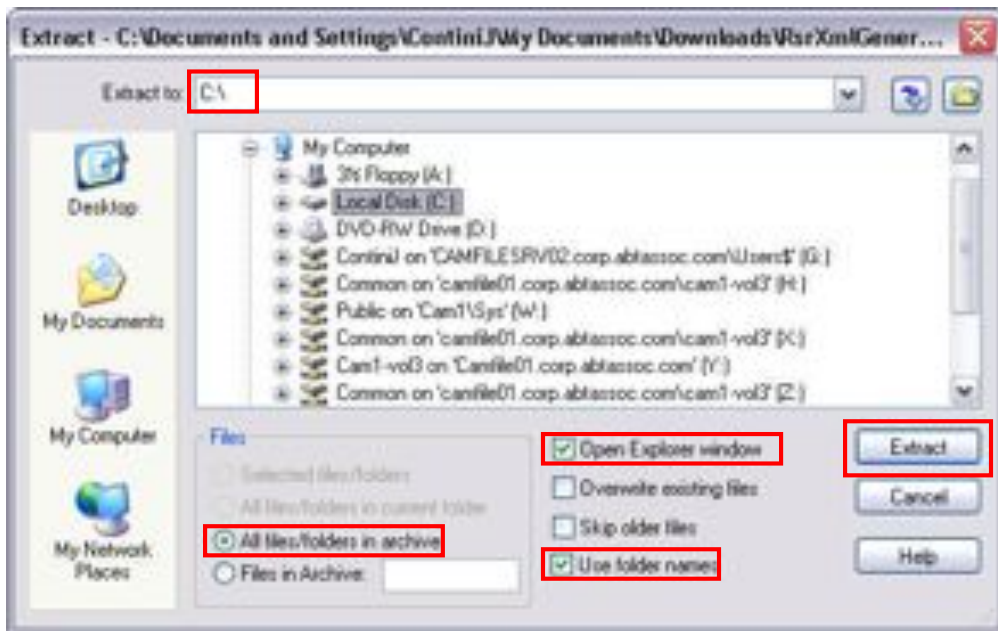 Extract - C:\Documents and Settings\ContiniJ\My Documents\Downloads\RsrXmlGener...
Extract to: C:\
My Computer
3½ Floppy (A:)
Local Disk (C:)
DVD-RW Drive (D:)
ContiniJ on 'CAMFILESRV02.corp.abtassoc.com\Users$' (G:)
Common on 'camfile01.corp.abtassoc.com\cam1-vol3' (H:)
Public on 'Cam1\Sys' (W:)
Common on 'camfile01.corp.abtassoc.com\cam1-vol3' (X:)
Cam1-vol3 on 'Camfile01.corp.abtassoc.com' (Y:)
Common on 'camfile01.corp.abtassoc.com\cam1-vol3' (Z:)
Desktop
My Documents
My Computer
My Network
Places
Files
Selected files/folders
All files/folders in current folder
All files/folders in archive
Files in Archive:
Open Explorer window
Overwrite existing files
Skip older files
Use folder names
Extract
Cancel
Help